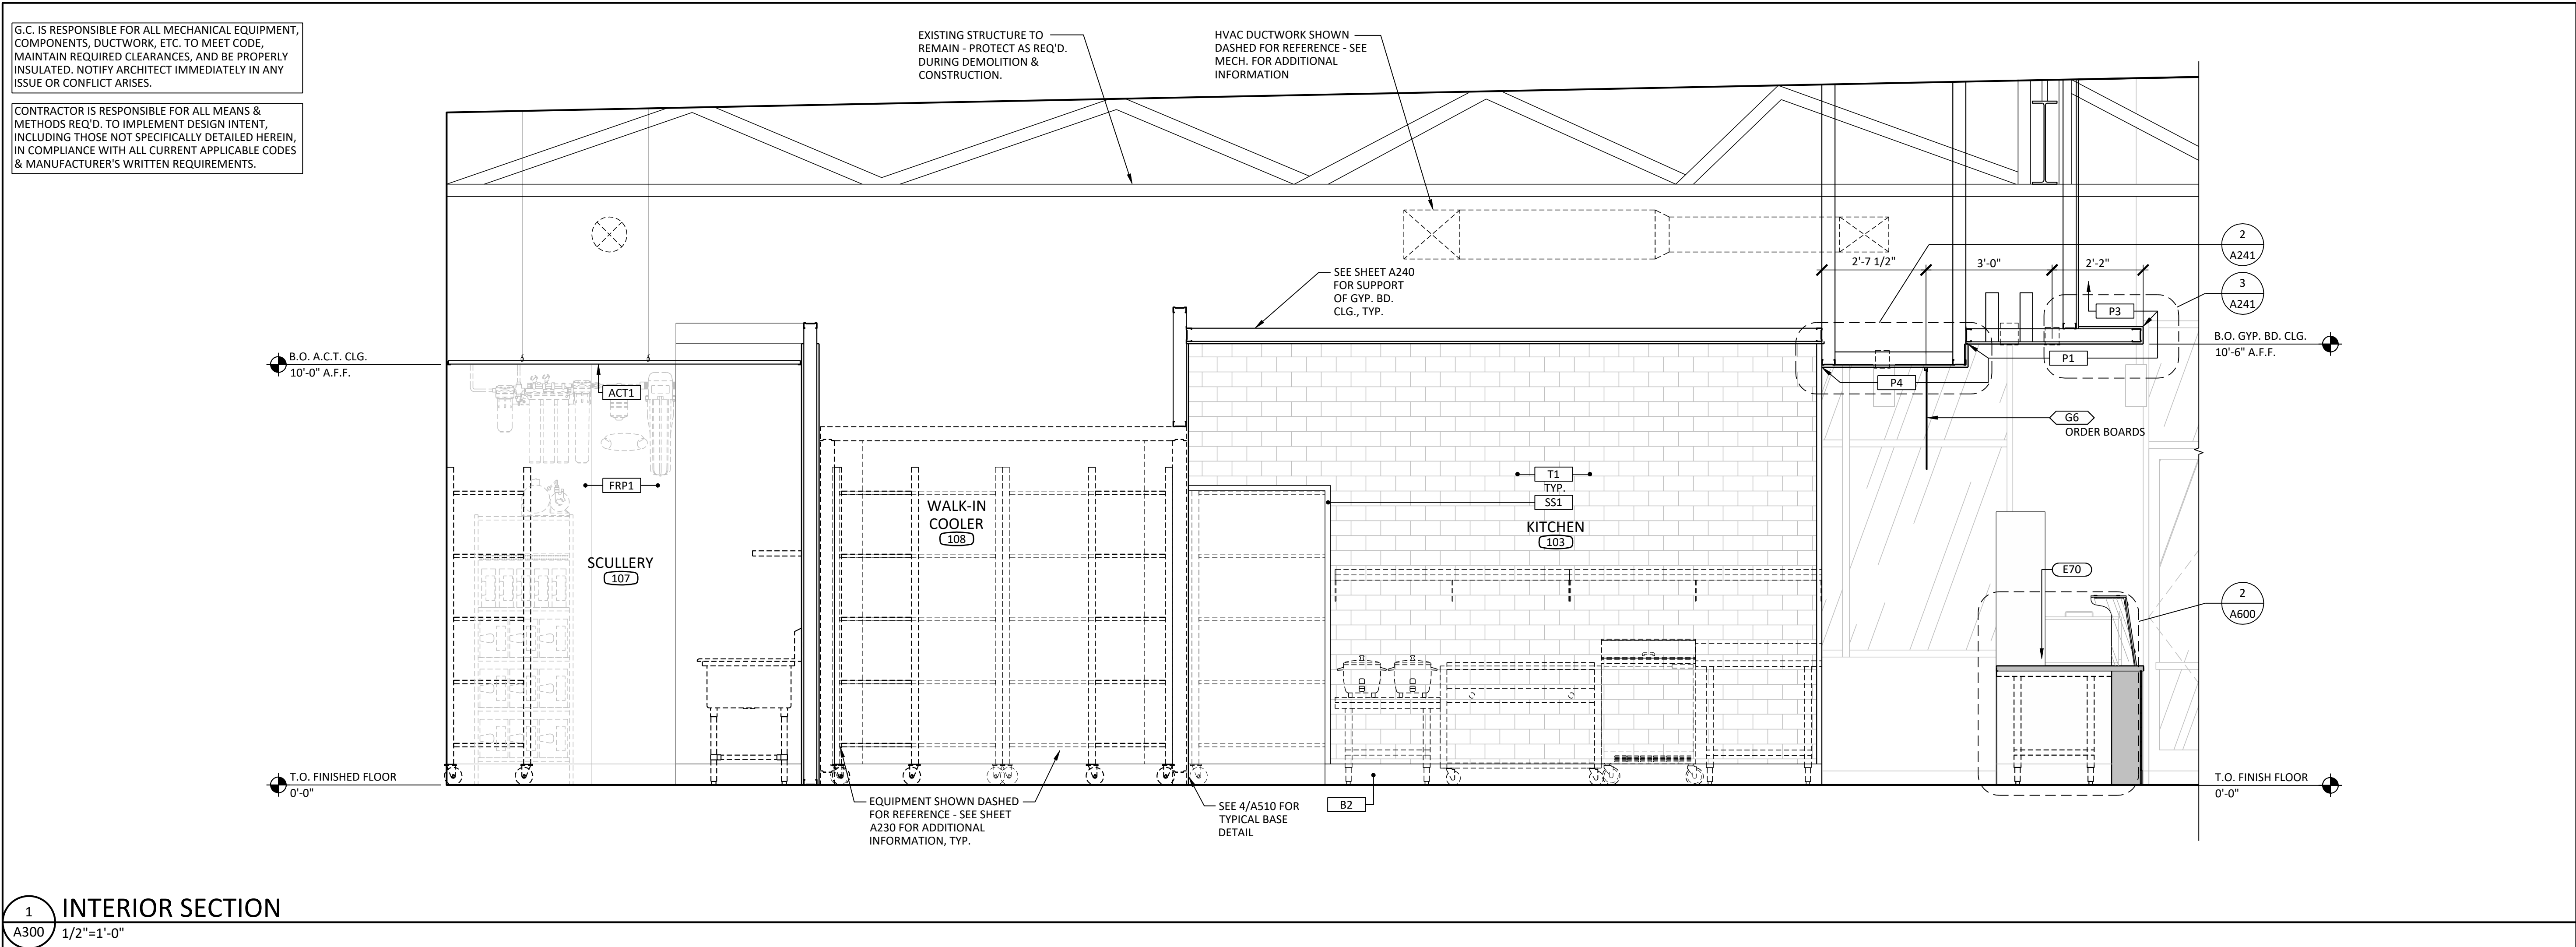 G.C. IS RESPONSIBLE FOR ALL MECHANICAL EQUIPMENT,
COMPONENTS, DUCTWORK, ETC. TO MEET CODE,
MAINTAIN REQUIRED CLEARANCES, AND BE PROPERLY
INSULATED. NOTIFY ARCHITECT IMMEDIATELY IN ANY
ISSUE OR CONFLICT ARISES.
CONTRACTOR IS RESPONSIBLE FOR ALL MEANS &
METHODS REQ'D. TO IMPLEMENT DESIGN INTENT,
INCLUDING THOSE NOT SPECIFICALLY DETAILED HEREIN,
IN COMPLIANCE WITH ALL CURRENT APPLICABLE CODES
& MANUFACTURER'S WRITTEN REQUIREMENTS.
EXISTING STRUCTURE TO
REMAIN - PROTECT AS REQ'D.
DURING DEMOLITION &
CONSTRUCTION.
HVAC DUCTWORK SHOWN
DASHED FOR REFERENCE - SEE
MECH. FOR ADDITIONAL
INFORMATION
SEE SHEET A240
FOR SUPPORT
OF GYP. BD.
CLG., TYP.
2'-7 1/2"
3'-0"
2'-2"
2
A241
3
A241
P3
P1
P4
B.O. GYP. BD. CLG.
10'-6" A.F.F.
B.O. A.C.T. CLG.
10'-0" A.F.F.
ACT1
G6
ORDER BOARDS
FRP1
T1
TYP.
SS1
WALK-IN
COOLER
108
KITCHEN
103
SCULLERY
107
E70
2
A600
T.O. FINISHED FLOOR
0'-0"
T.O. FINISH FLOOR
0'-0"
EQUIPMENT SHOWN DASHED
FOR REFERENCE - SEE SHEET
A230 FOR ADDITIONAL
INFORMATION, TYP.
SEE 4/A510 FOR
TYPICAL BASE
DETAIL
B2
1
A300
INTERIOR SECTION
1/2"=1'-0"